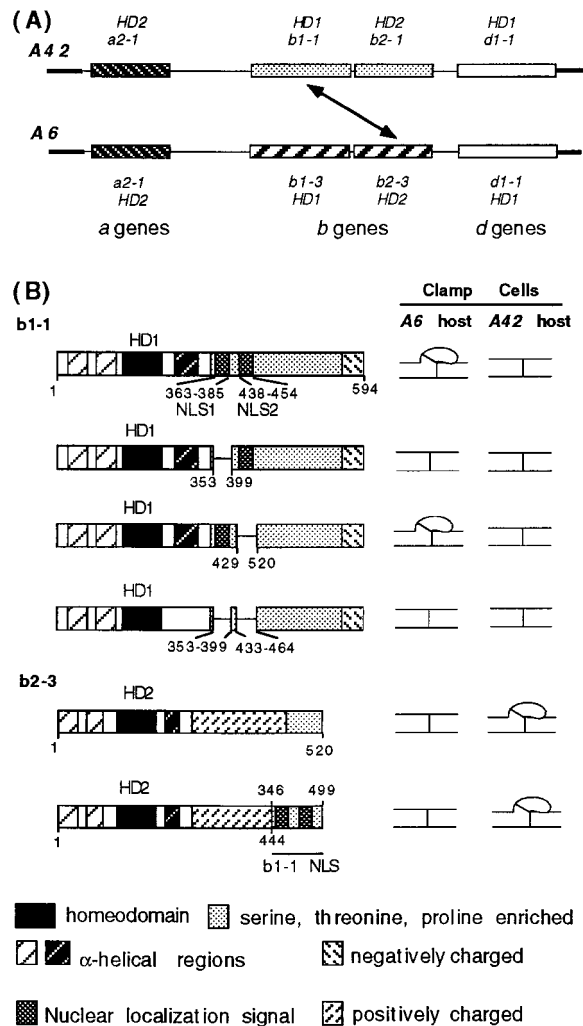 (A)
HD2 HD1 HD2 HD1
a2-1 b1-1 b2-1 d1-1
A42
A6
a2-1 b1-3 b2-3 d1-1
HD2 HD1 HD2 HD1
a genes b genes d genes
(B)
Clamp Cells
b1-1
A6 host A42 host
HD1
1 363-385 438-454 594
NLS1 NLS2
HD1
353 399
HD1
429 520
HD1
353-399 433-464
b2-3
HD2
1 520
HD2 346 499
1 444
b1-1 NLS
homeodomain serine, threonine, proline enriched
α-helical regions negatively charged
Nuclear localization signal positively charged